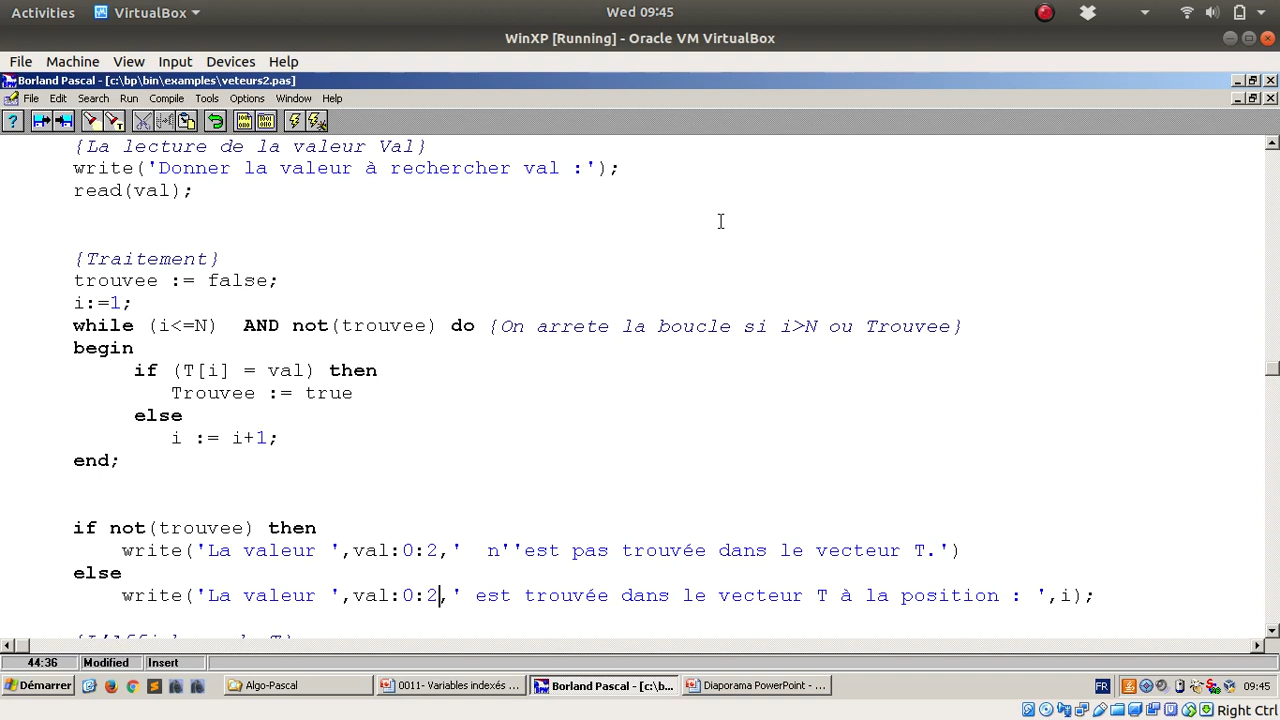 Activities VirtualBox Wed 09:45
WinXP [Running] - Oracle VM VirtualBox
File Machine View Input Devices Help
Borland Pascal - [c:\bp\bin\examples\veteurs2.pas]
File Edit Search Run Compile Tools Options Window Help
{La lecture de la valeur Val}
write('Donner la valeur à rechercher val :');
read(val);
{Traitement}
trouvee := false;
i:=1;
while (i<=N) AND not(trouvee) do {On arrete la boucle si i>N ou Trouvee}
begin
if (T[i] = val) then
Trouvee := true
else
i := i+1;
end;
if not(trouvee) then
write('La valeur ',val:0:2,' n''est pas trouvée dans le vecteur T.')
else
write('La valeur ',val:0:2,' est trouvée dans le vecteur T à la position : ',i);
44:36 Modified Insert
Démarrer Algo-Pascal 0011- Variables indexés ... Borland Pascal - [c:\b... Diaporama PowerPoint - ... FR 09:45
Right Ctrl